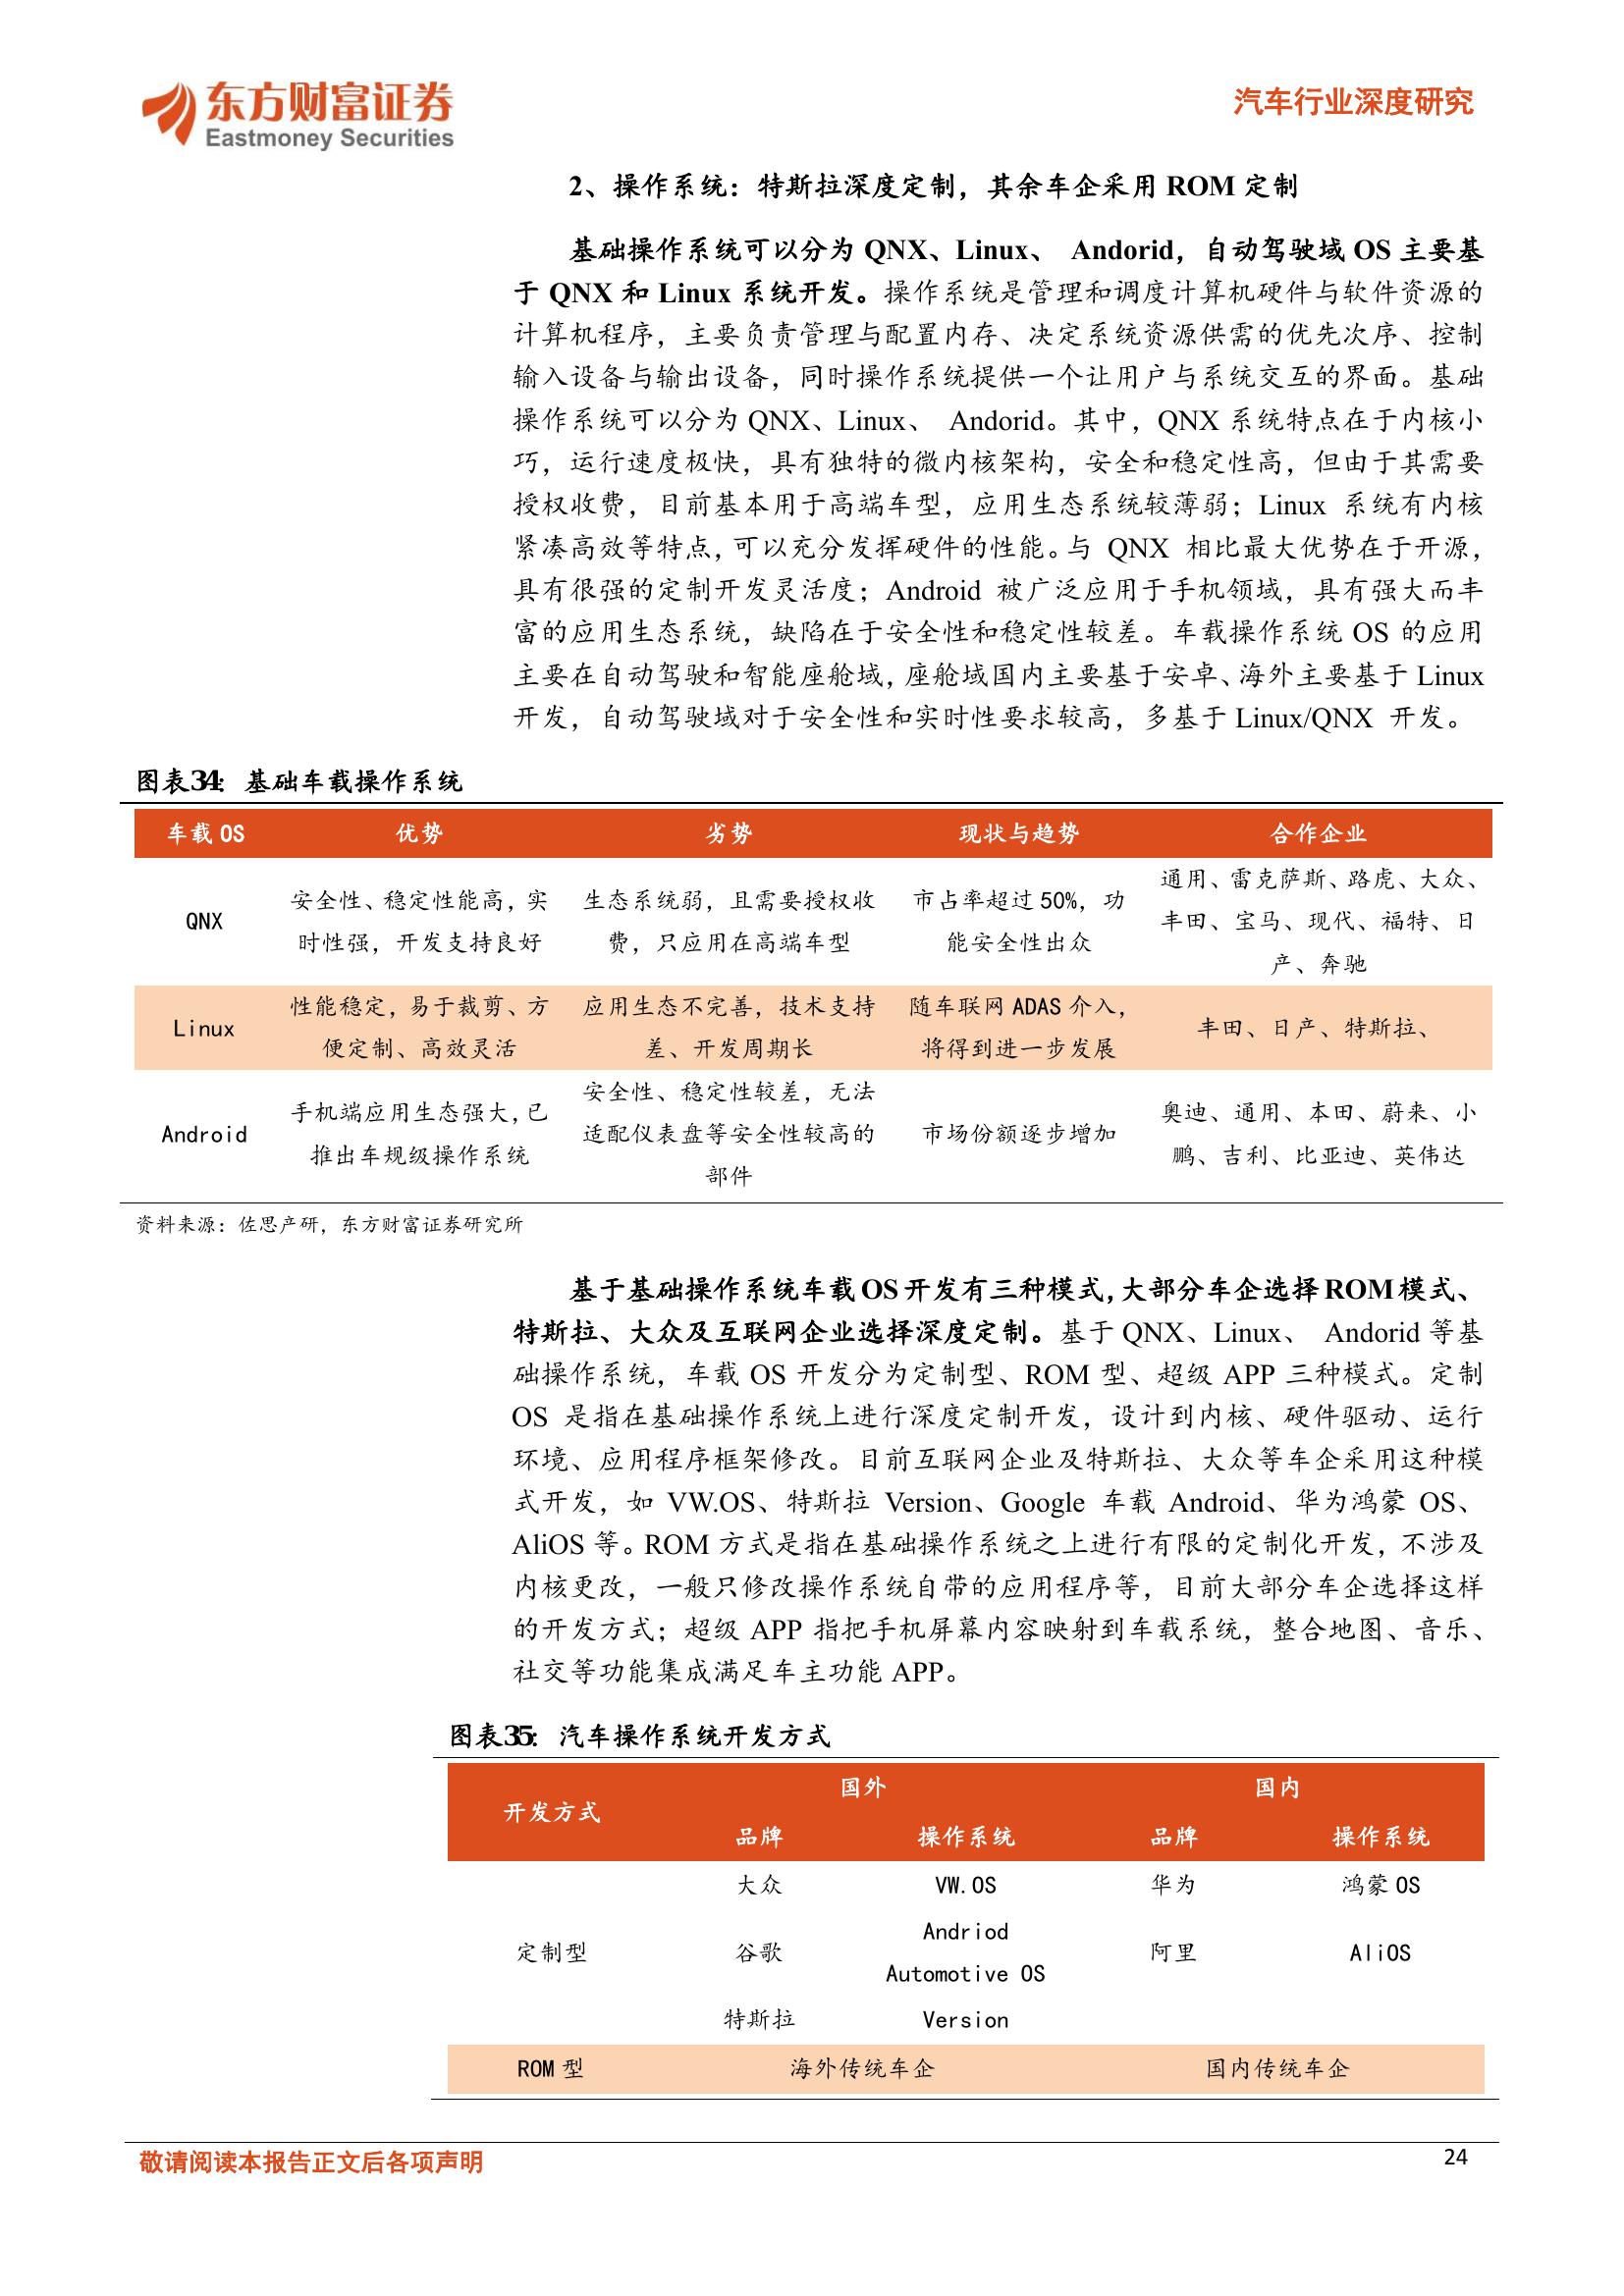 东方财富证券
Eastmoney Securities
汽车行业深度研究
2、操作系统：特斯拉深度定制，其余车企采用 ROM 定制
基础操作系统可以分为 QNX、Linux、 Andorid，自动驾驶域 OS 主要基
于 QNX 和 Linux 系统开发。操作系统是管理和调度计算机硬件与软件资源的
计算机程序，主要负责管理与配置内存、决定系统资源供需的优先次序、控制
输入设备与输出设备，同时操作系统提供一个让用户与系统交互的界面。基础
操作系统可以分为 QNX、Linux、 Andorid。其中，QNX 系统特点在于内核小
巧，运行速度极快，具有独特的微内核架构，安全和稳定性高，但由于其需要
授权收费，目前基本用于高端车型，应用生态系统较薄弱；Linux 系统有内核
紧凑高效等特点，可以充分发挥硬件的性能。与 QNX 相比最大优势在于开源，
具有很强的定制开发灵活度；Android 被广泛应用于手机领域，具有强大而丰
富的应用生态系统，缺陷在于安全性和稳定性较差。车载操作系统 OS 的应用
主要在自动驾驶和智能座舱域，座舱域国内主要基于安卓、海外主要基于 Linux
开发，自动驾驶域对于安全性和实时性要求较高，多基于 Linux/QNX 开发。
图表34： 基础车载操作系统
车载 OS 优势 劣势 现状与趋势 合作企业
QNX
安全性、稳定性能高，实
时性强，开发支持良好
生态系统弱，且需要授权收
费，只应用在高端车型
市占率超过 50%，功
能安全性出众
通用、雷克萨斯、路虎、大众、
丰田、宝马、现代、福特、日
产、奔驰
Linux
性能稳定，易于裁剪、方
便定制、高效灵活
应用生态不完善，技术支持
差、开发周期长
随车联网 ADAS 介入，
将得到进一步发展
丰田、日产、特斯拉、
Android
手机端应用生态强大，已
推出车规级操作系统
安全性、稳定性较差，无法
适配仪表盘等安全性较高的
部件
市场份额逐步增加
奥迪、通用、本田、蔚来、小
鹏、吉利、比亚迪、英伟达
资料来源：佐思产研，东方财富证券研究所
基于基础操作系统车载 OS 开发有三种模式，大部分车企选择 ROM 模式、
特斯拉、大众及互联网企业选择深度定制。基于 QNX、Linux、 Andorid 等基
础操作系统，车载 OS 开发分为定制型、ROM 型、超级 APP 三种模式。定制
OS 是指在基础操作系统上进行深度定制开发，设计到内核、硬件驱动、运行
环境、应用程序框架修改。目前互联网企业及特斯拉、大众等车企采用这种模
式开发，如 VW.OS、特斯拉 Version、Google 车载 Android、华为鸿蒙 OS、
AliOS 等。ROM 方式是指在基础操作系统之上进行有限的定制化开发，不涉及
内核更改，一般只修改操作系统自带的应用程序等，目前大部分车企选择这样
的开发方式；超级 APP 指把手机屏幕内容映射到车载系统，整合地图、音乐、
社交等功能集成满足车主功能 APP。
图表35： 汽车操作系统开发方式
开发方式
国外 国内
品牌 操作系统 品牌 操作系统
定制型
大众 VW.OS 华为 鸿蒙 OS
谷歌
Andriod
Automotive OS
阿里 AliOS
特斯拉 Version
ROM 型 海外传统车企 国内传统车企
敬请阅读本报告正文后各项声明
24